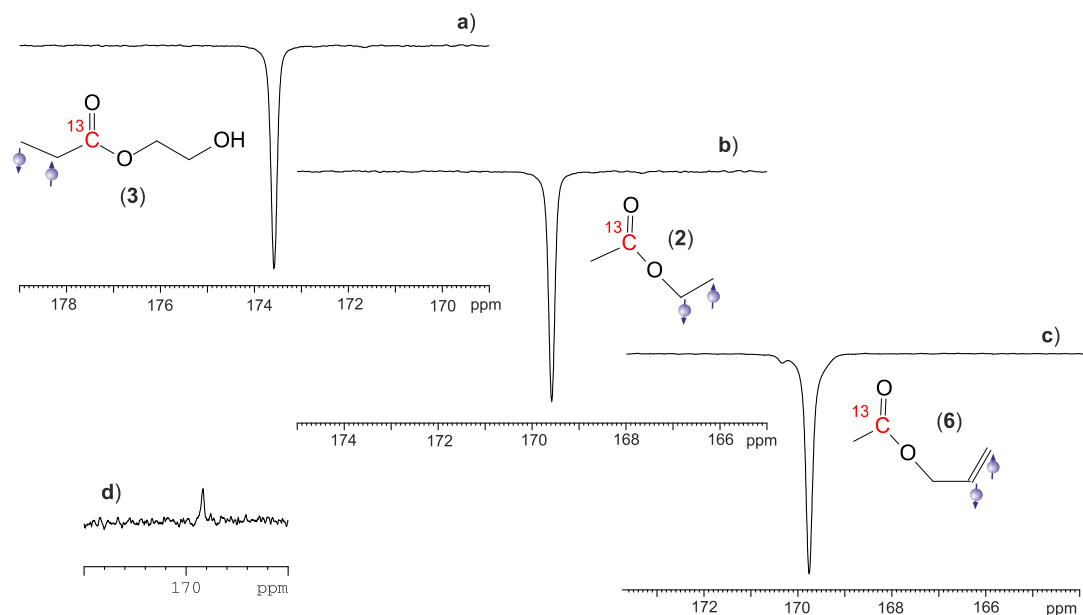 a)
O
13
C
O
OH
(3)
178 176 174 172 170 ppm
b)
O
13
C
(2)
O
174 172 170 168 166 ppm
c)
O
13
C
(6)
O
172 170 168 166 ppm
d)
170 ppm